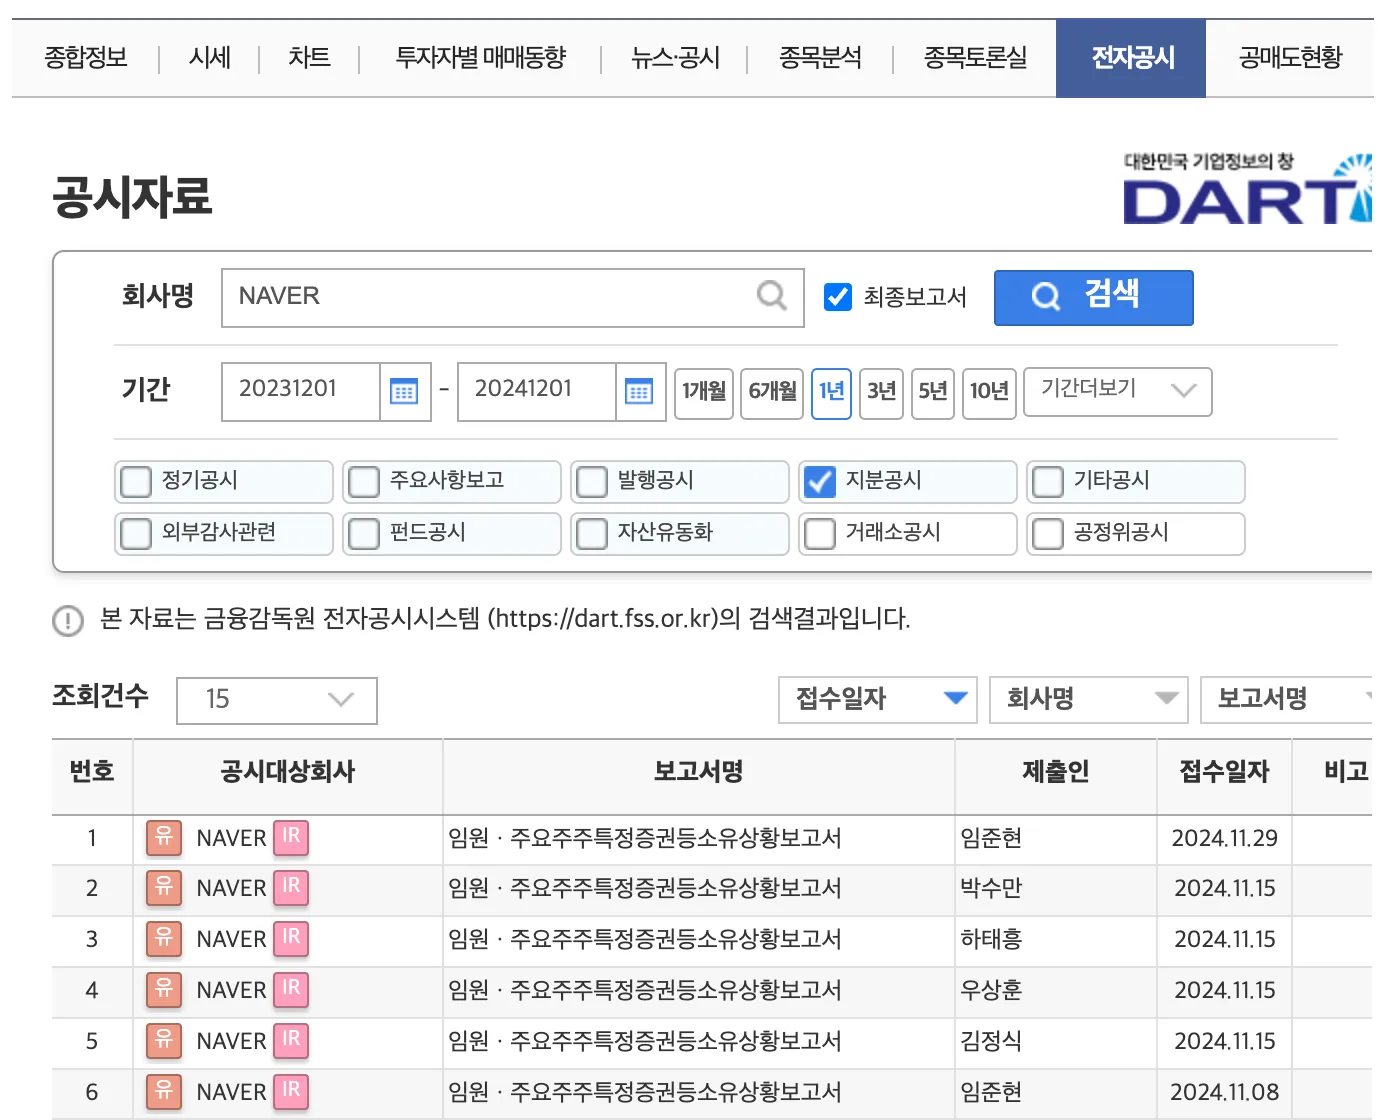 종합정보 시세 차트 투자자별 매매동향 뉴스·공시 종목분석 종목토론실 전자공시 공매도현황
대한민국 기업정보의 창
DART
공시자료
회사명 NAVER 최종보고서 검색
기간 20231201 - 20241201 1개월 6개월 1년 3년 5년 10년 기간더보기
정기공시 주요사항보고 발행공시 지분공시 기타공시
외부감사관련 펀드공시 자산유동화 거래소공시 공정위공시
본 자료는 금융감독원 전자공시시스템 (https://dart.fss.or.kr)의 검색결과입니다.
조회건수 15 접수일자 회사명 보고서명
번호 공시대상회사 보고서명 제출인 접수일자 비고
1 유 NAVER IR 임원ㆍ주요주주특정증권등소유상황보고서 임준현 2024.11.29
2 유 NAVER IR 임원ㆍ주요주주특정증권등소유상황보고서 박수만 2024.11.15
3 유 NAVER IR 임원ㆍ주요주주특정증권등소유상황보고서 하태흥 2024.11.15
4 유 NAVER IR 임원ㆍ주요주주특정증권등소유상황보고서 우상훈 2024.11.15
5 유 NAVER IR 임원ㆍ주요주주특정증권등소유상황보고서 김정식 2024.11.15
6 유 NAVER IR 임원ㆍ주요주주특정증권등소유상황보고서 임준현 2024.11.08